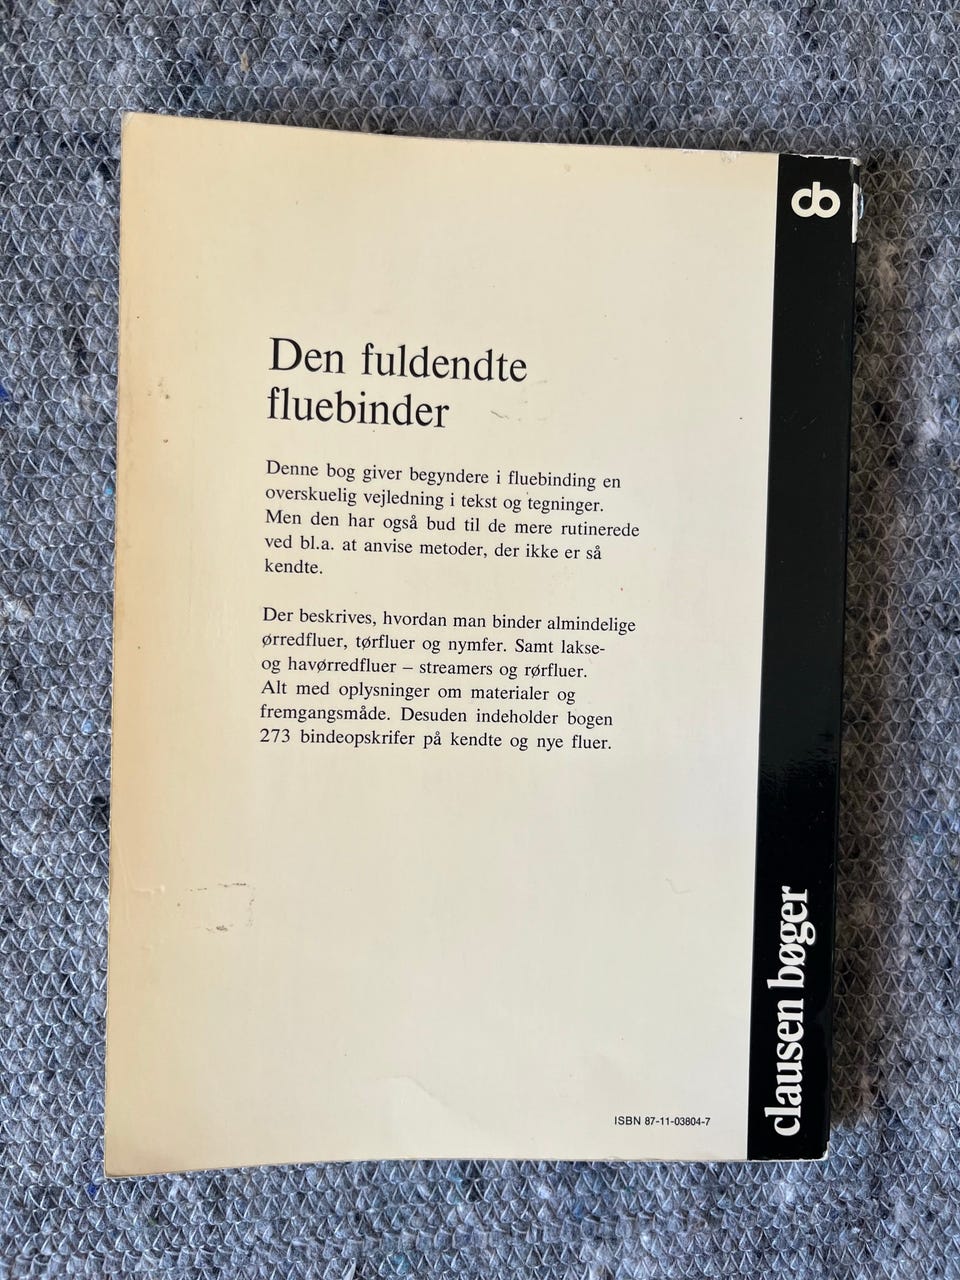 cb
Den fuldendte
fluebinder
Denne bog giver begyndere i fluebinding en
overskuelig vejledning i tekst og tegninger.
Men den har også bud til de mere rutinerede
ved bl.a. at anvise metoder, der ikke er så
kendte.
Der beskrives, hvordan man binder almindelige
ørredfluer, tørfluer og nymfer. Samt lakse-
og havørredfluer – streamers og rørfluer.
Alt med oplysninger om materialer og
fremgangsmåde. Desuden indeholder bogen
273 bindeopskrifer på kendte og nye fluer.
clausen bøger
ISBN 87-11-03804-7